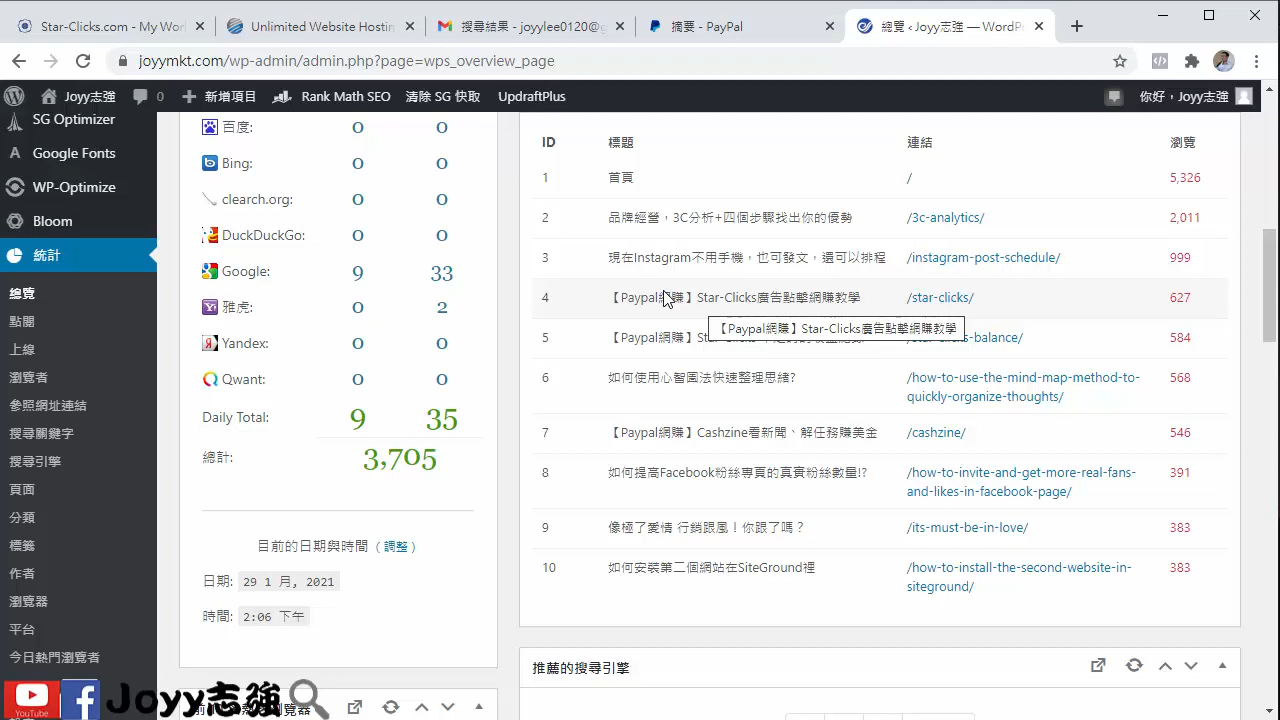 Star-Clicks.com - My Wor
Unlimited Website Hostin
搜尋結果 - joyylee0120@g
摘要 - PayPal
總覽 ‹ Joyy志強 — WordPr
joyymkt.com/wp-admin/admin.php?page=wps_overview_page
Joyy志強
0
新增項目
Rank Math SEO
清除 SG 快取
UpdraftPlus
你好，Joyy志強
SG Optimizer
Google Fonts
WP-Optimize
Bloom
統計
總覽
點閱
上線
瀏覽者
參照網址連結
搜尋關鍵字
搜尋引擎
頁面
分類
標籤
作者
瀏覽器
平台
今日熱門瀏覽者
百度: 0 0
Bing: 0 0
clearch.org: 0 0
DuckDuckGo: 0 0
Google: 9 33
雅虎: 0 2
Yandex: 0 0
Qwant: 0 0
Daily Total: 9 35
總計: 3,705
目前的日期與時間（調整）
日期: 29 1 月, 2021
時間: 2:06 下午
ID 標題 連結 瀏覽
1 首頁 / 5,326
2 品牌經營，3C分析+四個步驟找出你的優勢 /3c-analytics/ 2,011
3 現在Instagram不用手機，也可發文，還可以排程 /instagram-post-schedule/ 999
4 【Paypal網賺】Star-Clicks廣告點擊網賺教學 /star-clicks/ 627
【Paypal網賺】Star-Clicks廣告點擊網賺教學
5 【Paypal網賺】 /star-clicks-balance/ 584
6 如何使用心智圖法快速整理思緒? /how-to-use-the-mind-map-method-to-
quickly-organize-thoughts/ 568
7 【Paypal網賺】Cashzine看新聞、解任務賺美金 /cashzine/ 546
8 如何提高Facebook粉絲專頁的真實粉絲數量!? /how-to-invite-and-get-more-real-fans-
and-likes-in-facebook-page/ 391
9 像極了愛情 行銷跟風！你跟了嗎？ /its-must-be-in-love/ 383
10 如何安裝第二個網站在SiteGround裡 /how-to-install-the-second-website-in-
siteground/ 383
推薦的搜尋引擎
YouTube
Joyy志強